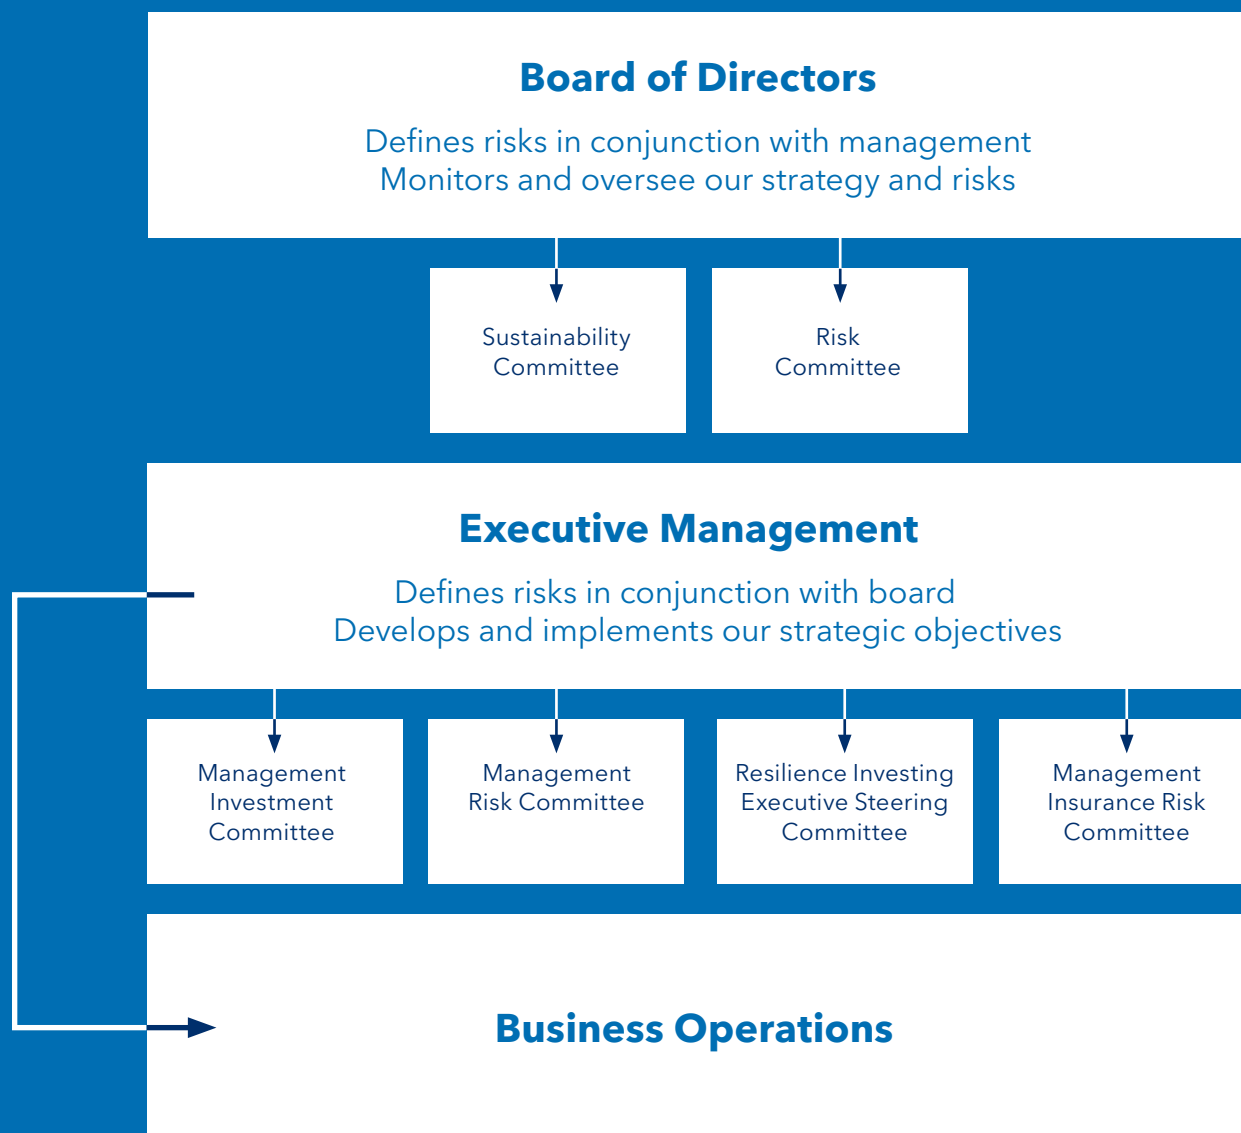 Board of Directors
Defines risks in conjunction with management
Monitors and oversee our strategy and risks
Sustainability
Committee
Risk
Committee
Executive Management
Defines risks in conjunction with board
Develops and implements our strategic objectives
Management
Investment
Committee
Management
Risk Committee
Resilience Investing
Executive Steering
Committee
Management
Insurance Risk
Committee
Business Operations